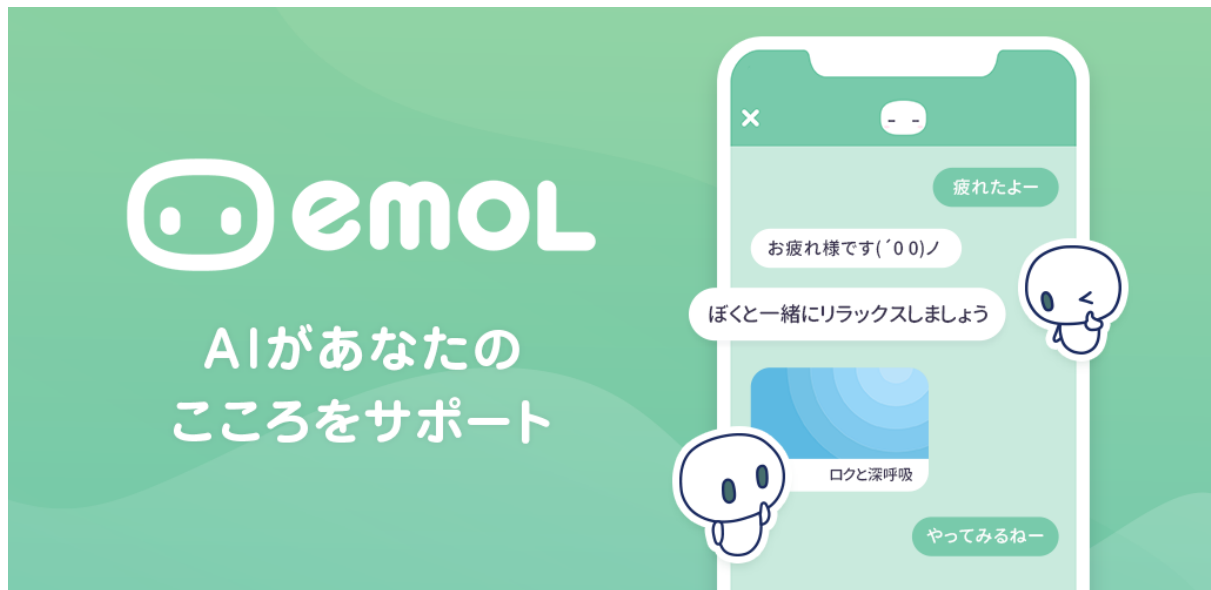 emoL
AIがあなたの
こころをサポート
×
疲れたよー
お疲れ様です(´0 0)ノ
ぼくと一緒にリラックスしましょう
ロクと深呼吸
やってみるねー